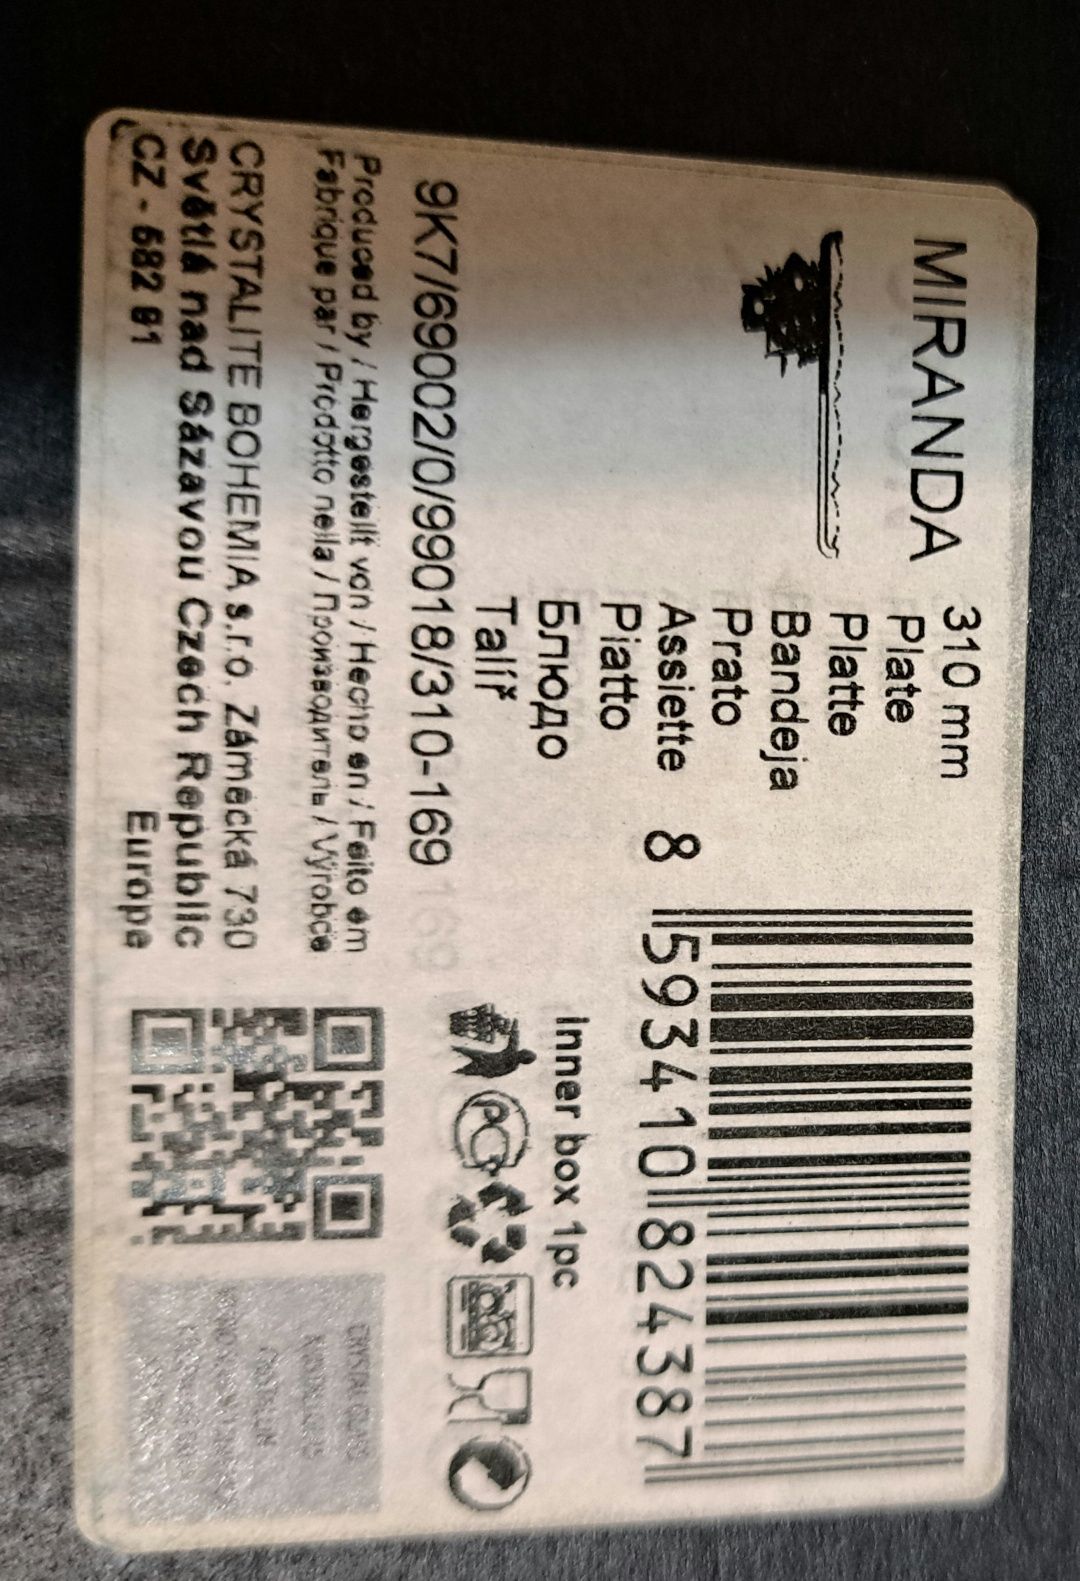 MIRANDA
310 mm
Plate
Platte
Bandeja
Prato
Assiette
Piatto
Блюдо
Talíř
8 593410 824387
Inner box 1pc
9K7/69002/0/99018/310-169
Produced by / Hergestellt von / Hecho en / Feito em
Fabrique par / Prodotto nella / Производитель / Výrobce
CRYSTALITE BOHEMIA s.r.o. Zámecká 730
Světlá nad Sázavou Czech Republic
CZ - 582 91
Europe